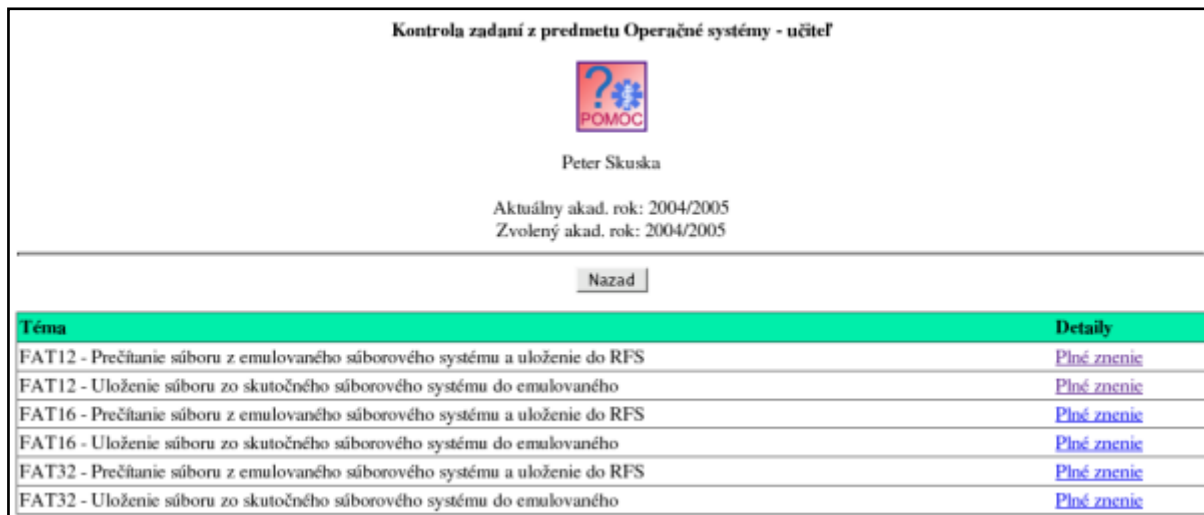 Kontrola zadaní z predmetu Operačné systémy - učiteľ
?
POMOC
Peter Skuska
Aktuálny akad. rok: 2004/2005
Zvolený akad. rok: 2004/2005
Nazad
Téma Detaily
FAT12 - Prečítanie súboru z emulovaného súborového systému a uloženie do RFS Plné znenie
FAT12 - Uloženie súboru zo skutočného súborového systému do emulovaného Plné znenie
FAT16 - Prečítanie súboru z emulovaného súborového systému a uloženie do RFS Plné znenie
FAT16 - Uloženie súboru zo skutočného súborového systému do emulovaného Plné znenie
FAT32 - Prečítanie súboru z emulovaného súborového systému a uloženie do RFS Plné znenie
FAT32 - Uloženie súboru zo skutočného súborového systému do emulovaného Plné znenie